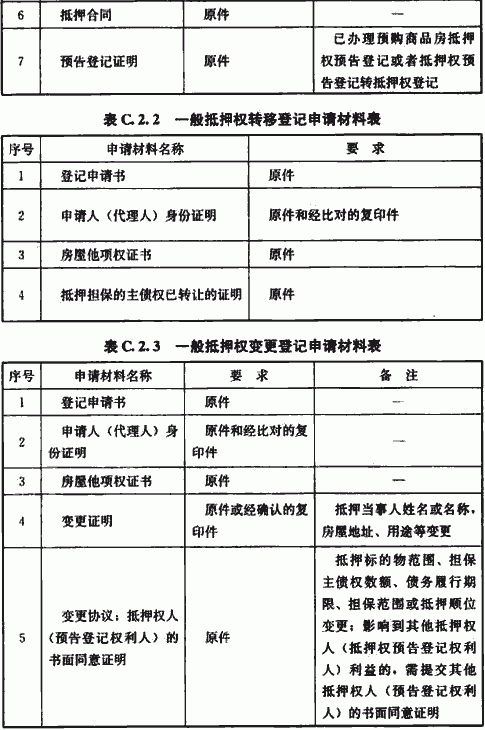 6 抵押合同 原件 —
7 预告登记证明 原件 已办理预购商品房抵押
权预告登记或者抵押权预
告登记转抵押权登记
表 C.2.2 一般抵押权转移登记申请材料表
序号 申请材料名称 要 求
1 登记申请书 原件
2 申请人（代理人）身份证明 原件和经比对的复印件
3 房屋他项权证书 原件
4 抵押担保的主债权已转让的证明 原件
表 C.2.3 一般抵押权变更登记申请材料表
序号 申请材料名称 要 求 备 注
1 登记申请书 原件 —
2 申请人（代理人）身
份证明 原件和经比对的复
印件 —
3 房屋他项权证书 原件 —
4 变更证明 原件或经确认的复
印件 抵押当事人姓名或名称，
房屋地址、用途等变更
5 变更协议；抵押权人
（预告登记权利人）的
书面同意证明 原件 抵押标的物范围、担保
主债权数额、债务履行期
限、担保范围或抵押顺位
变更；影响到其他抵押权
人（抵押权预告登记权利
人）利益的，需提交其他
抵押权人（预告登记权利
人）的书面同意证明